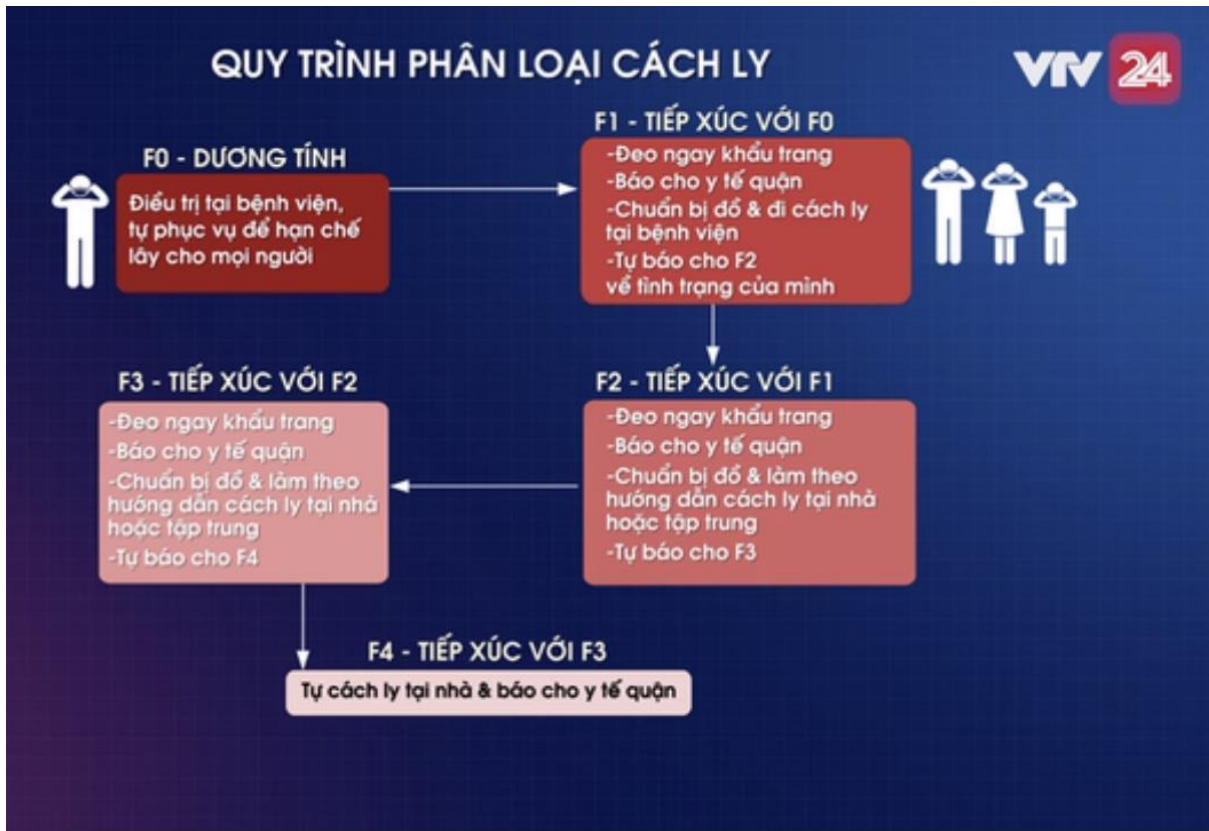 QUY TRÌNH PHÂN LOẠI CÁCH LY
VTV 24
F0 - DƯƠNG TÍNH
Điều trị tại bệnh viện,
tự phục vụ để hạn chế
lây cho mọi người
F1 - TIẾP XÚC VỚI F0
-Đeo ngay khẩu trang
-Báo cho y tế quận
-Chuẩn bị đồ & đi cách ly
tại bệnh viện
-Tự báo cho F2
về tình trạng của mình
F2 - TIẾP XÚC VỚI F1
-Đeo ngay khẩu trang
-Báo cho y tế quận
-Chuẩn bị đồ & làm theo
hướng dẫn cách ly tại nhà
hoặc tập trung
-Tự báo cho F3
F3 - TIẾP XÚC VỚI F2
-Đeo ngay khẩu trang
-Báo cho y tế quận
-Chuẩn bị đồ & làm theo
hướng dẫn cách ly tại nhà
hoặc tập trung
-Tự báo cho F4
F4 - TIẾP XÚC VỚI F3
Tự cách ly tại nhà & báo cho y tế quận